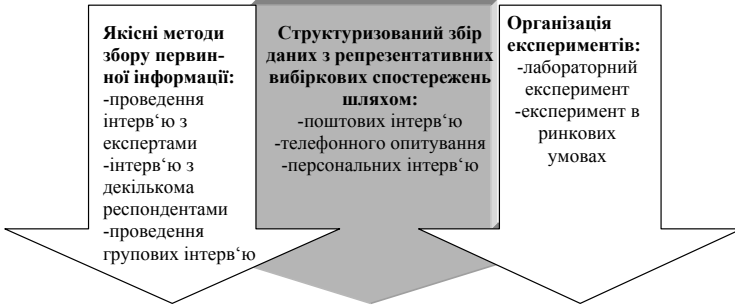 Якісні методи
збору первин-
ної інформації:
-проведення
інтерв‘ю з
експертами
-інтерв‘ю з
декількома
респондентами
-проведення
групових інтерв‘ю
Структуризований збір
даних з репрезентативних
вибіркових спостережень
шляхом:
-поштових інтерв‘ю
-телефонного опитування
-персональних інтерв‘ю
Організація
експериментів:
-лабораторний
експеримент
-експеримент в
ринкових
умовах